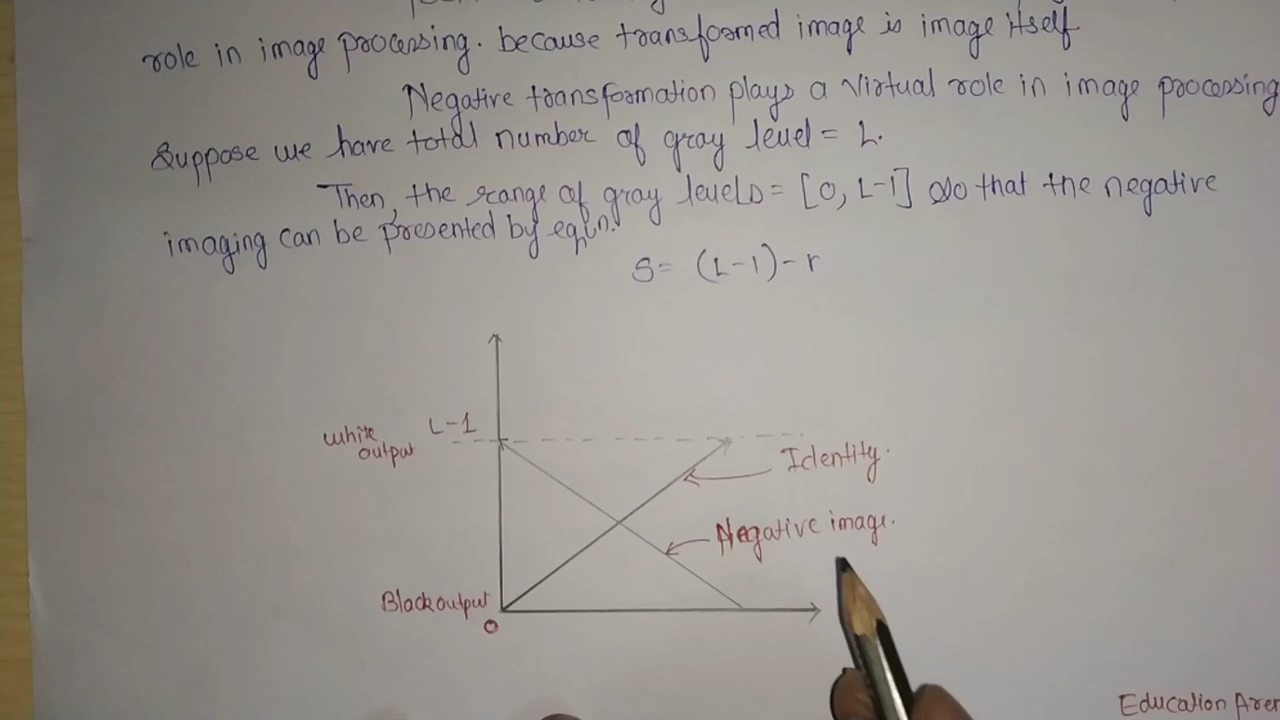 role in image processing. because transformed image is image itself
Negative transformation plays a virtual role in image processing
Suppose we have total number of gray level = L.
Then, the range of gray levels = [0, L-1] so that the negative
imaging can be presented by eqn.
S = (L-1) - r
L-1
White
output
Identity.
Negative image.
Black output
0
Education Arer